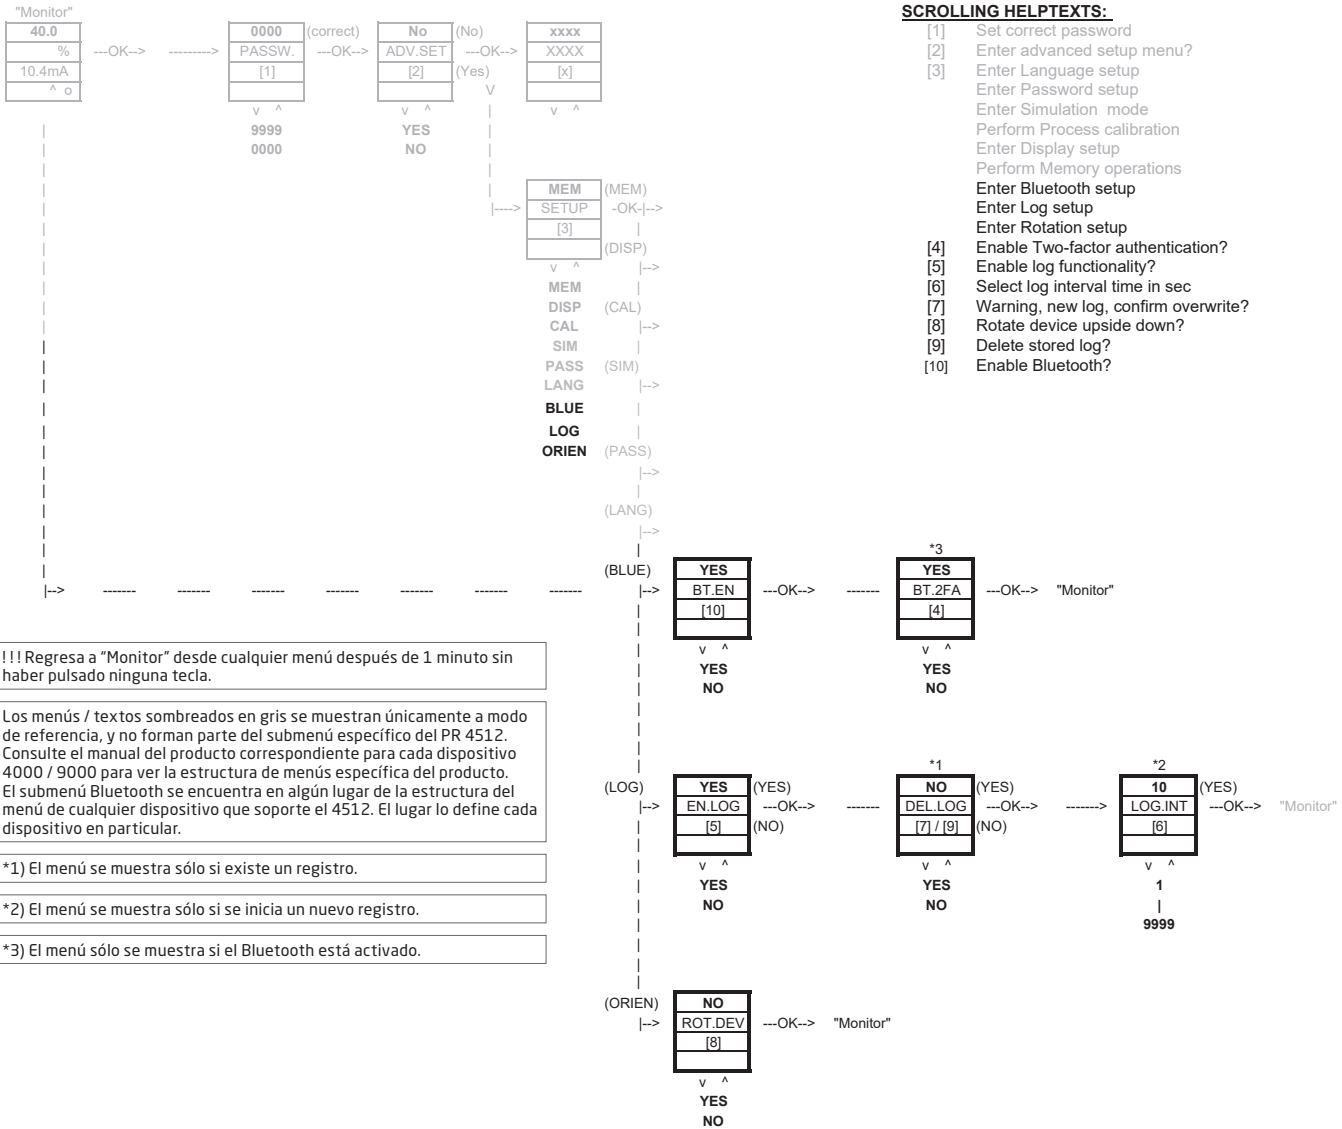 "Monitor"
40.0
%
10.4mA
^ o
---OK-->
--------->
0000 (correct)
PASSW. ---OK-->
[1]
v ^
9999
0000
No (No)
ADV.SET ---OK-->
[2] (Yes)
V
v ^
YES
NO
xxxx
XXXX
[x]
v ^
SCROLLING HELPTEXTS:
[1] Set correct password
[2] Enter advanced setup menu?
[3] Enter Language setup
Enter Password setup
Enter Simulation mode
Perform Process calibration
Enter Display setup
Perform Memory operations
Enter Bluetooth setup
Enter Log setup
Enter Rotation setup
[4] Enable Two-factor authentication?
[5] Enable log functionality?
[6] Select log interval time in sec
[7] Warning, new log, confirm overwrite?
[8] Rotate device upside down?
[9] Delete stored log?
[10] Enable Bluetooth?
MEM (MEM)
|----> SETUP -OK-|-->
[3]
(DISP)
v ^ |-->
MEM
DISP (CAL)
CAL |-->
SIM
PASS (SIM)
LANG |-->
BLUE
LOG
ORIEN (PASS)
|-->
(LANG)
|-->
*3
(BLUE) YES YES
|--> ------- ------- ------- ------- ------- ------- ------- |--> BT.EN ---OK--> ------- BT.2FA ---OK--> "Monitor"
[10] [4]
v ^ v ^
YES YES
NO NO
!!! Regresa a “Monitor” desde cualquier menú después de 1 minuto sin
haber pulsado ninguna tecla.
Los menús / textos sombreados en gris se muestran únicamente a modo
de referencia, y no forman parte del submenú específico del PR 4512.
Consulte el manual del producto correspondiente para cada dispositivo
4000 / 9000 para ver la estructura de menús específica del producto.
El submenú Bluetooth se encuentra en algún lugar de la estructura del
menú de cualquier dispositivo que soporte el 4512. El lugar lo define cada
dispositivo en particular.
*1) El menú se muestra sólo si existe un registro.
*2) El menú se muestra sólo si se inicia un nuevo registro.
*3) El menú sólo se muestra si el Bluetooth está activado.
*1 *2
(LOG) YES (YES) NO (YES) 10 (YES)
|--> EN.LOG ---OK--> ------- DEL.LOG ---OK--> -------> LOG.INT ---OK--> "Monitor"
[5] (NO) [7] / [9] (NO) [6]
v ^ v ^ v ^
YES YES 1
NO NO |
9999
(ORIEN) NO
|--> ROT.DEV ---OK--> "Monitor"
[8]
v ^
YES
NO